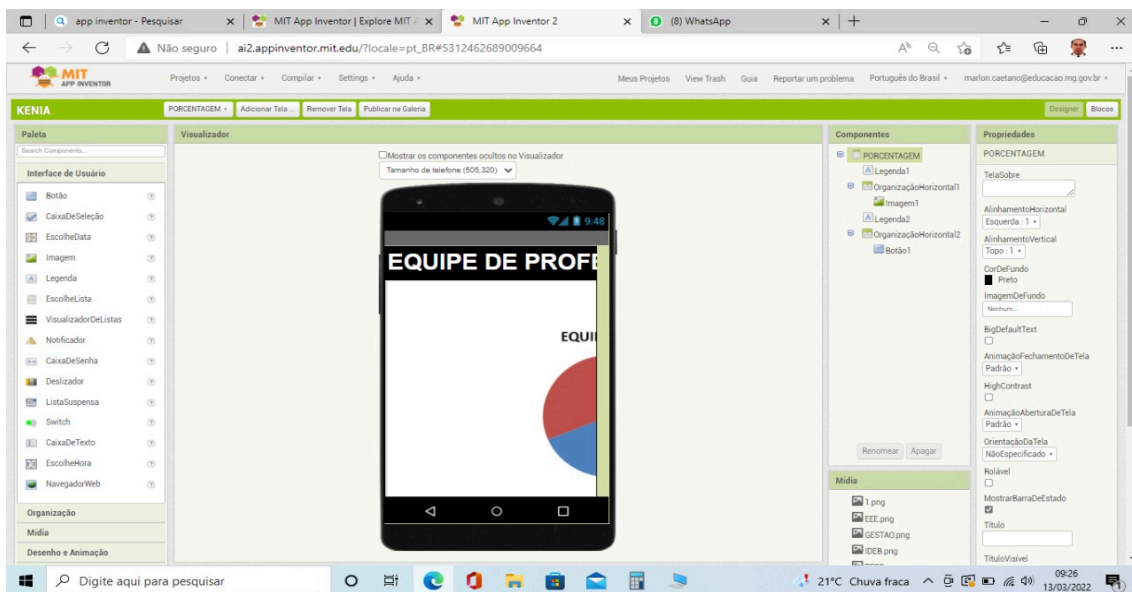 app inventor - Pesquisar
MIT App Inventor | Explore MIT A
MIT App Inventor 2
(8) WhatsApp
Não seguro
ai2.appinventor.mit.edu/?locale=pt_BR#5312462689009664
MIT
APP INVENTOR
Projetos
Conectar
Compilar
Settings
Ajuda
Meus Projetos
View Trash
Guia
Reportar um problema
Português do Brasil
marlon.caetano@educacao.mg.gov.br
KENIA
PORCENTAGEM
Adicionar Tela ...
Remover Tela
Publicar na Galeria
Designer
Blocos
Paleta
Search Components...
Interface de Usuário
Botão
CaixaDeSeleção
EscolheData
Imagem
Legenda
EscolheLista
VisualizadorDeListas
Notificador
CaixaDeSenha
Deslizador
ListaSuspensa
Switch
CaixaDeTexto
EscolheHora
NavegadorWeb
Organização
Mídia
Desenho e Animação
Visualizador
Mostrar os componentes ocultos no Visualizador
Tamanho de telefone (505,320)
9:48
EQUIPE DE PROFE
EQUI
Componentes
PORCENTAGEM
Legenda1
OrganizaçãoHorizontal1
Imagem1
Legenda2
OrganizaçãoHorizontal2
Botão1
Renomear
Apagar
Mídia
1.png
EEE.png
GESTAO.png
IDEB.png
Propriedades
PORCENTAGEM
TelaSobre
AlinhamentoHorizontal
Esquerda : 1
AlinhamentoVertical
Topo : 1
CorDeFundo
Preto
ImagemDeFundo
Nenhum...
BigDefaultText
AnimaçãoFechamentoDeTela
Padrão
HighContrast
AnimaçãoAberturaDeTela
Padrão
OrientaçãoDaTela
NãoEspecificado
Rolável
MostrarBarraDeEstado
Título
TítuloVisível
Digite aqui para pesquisar
21°C Chuva fraca
09:26
13/03/2022